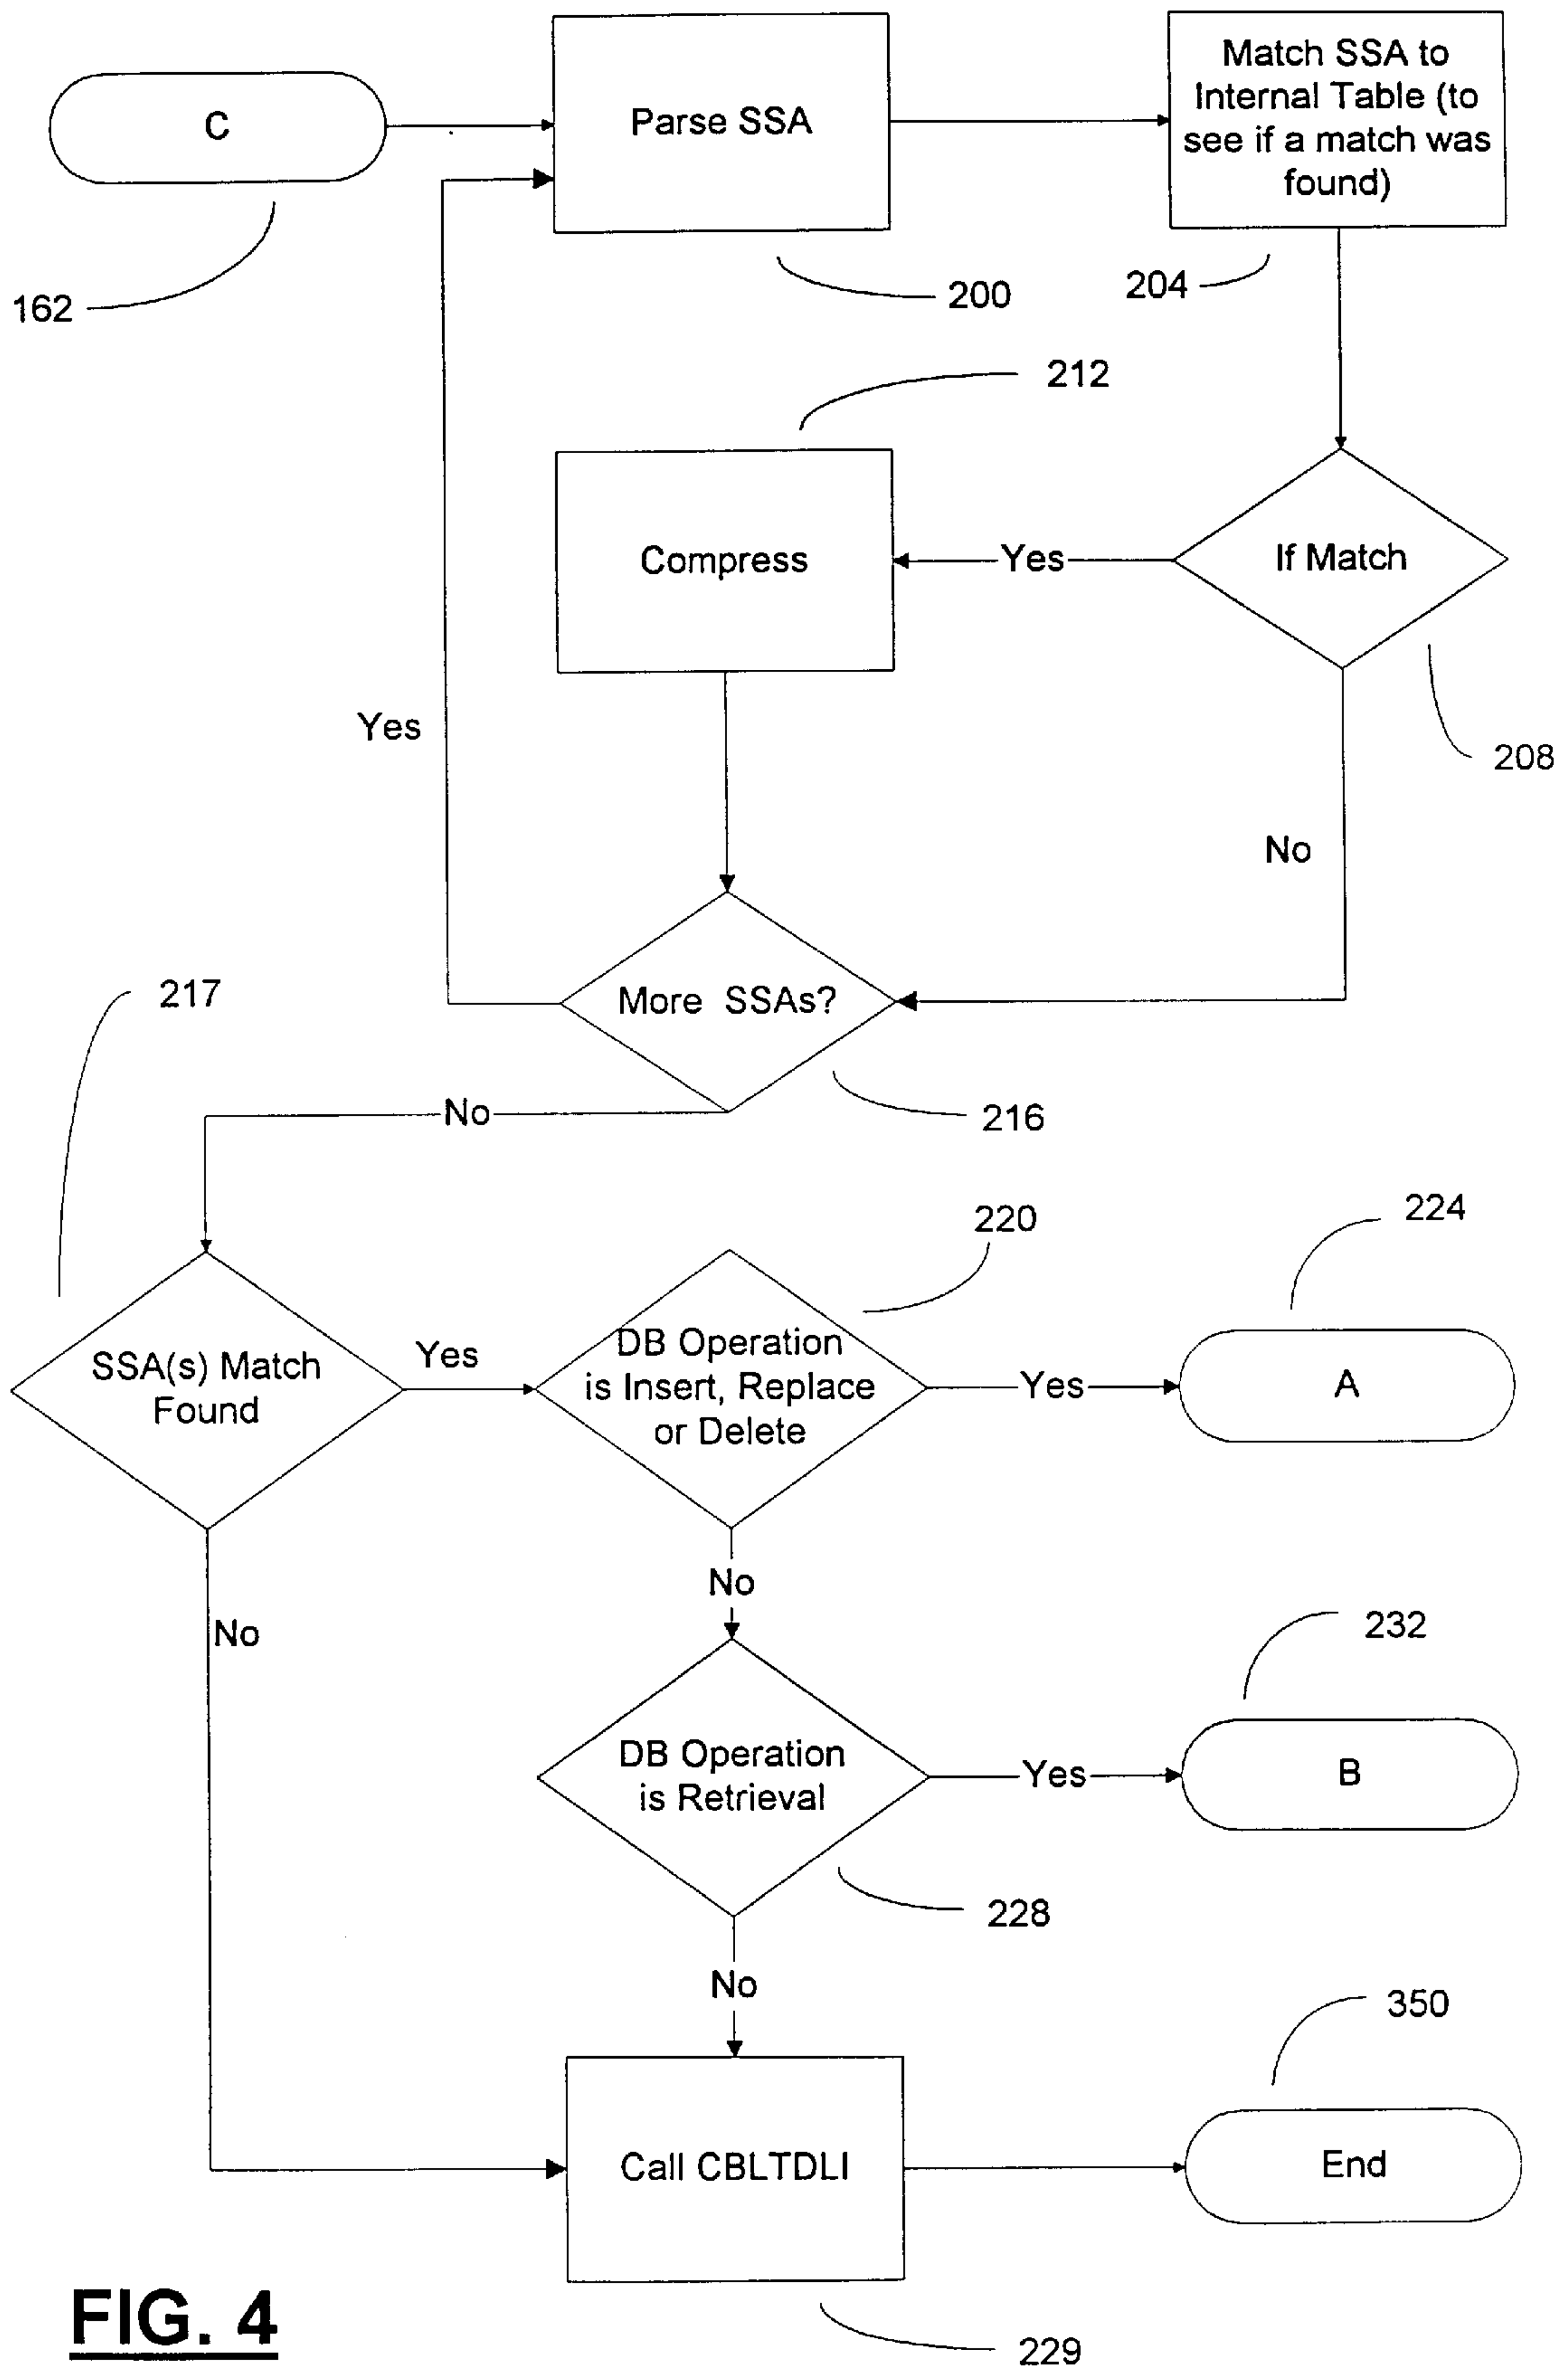 C
Parse SSA
Match SSA to
Internal Table (to
see if a match was
found)
162
200
204
212
Compress
Yes
If Match
208
Yes
No
More SSAs?
217
216
No
220
224
SSA(s) Match
Found
Yes
DB Operation
is Insert, Replace
or Delete
Yes
A
No
No
232
DB Operation
is Retrieval
Yes
B
228
No
350
Call CBLTDLI
End
229
FIG. 4